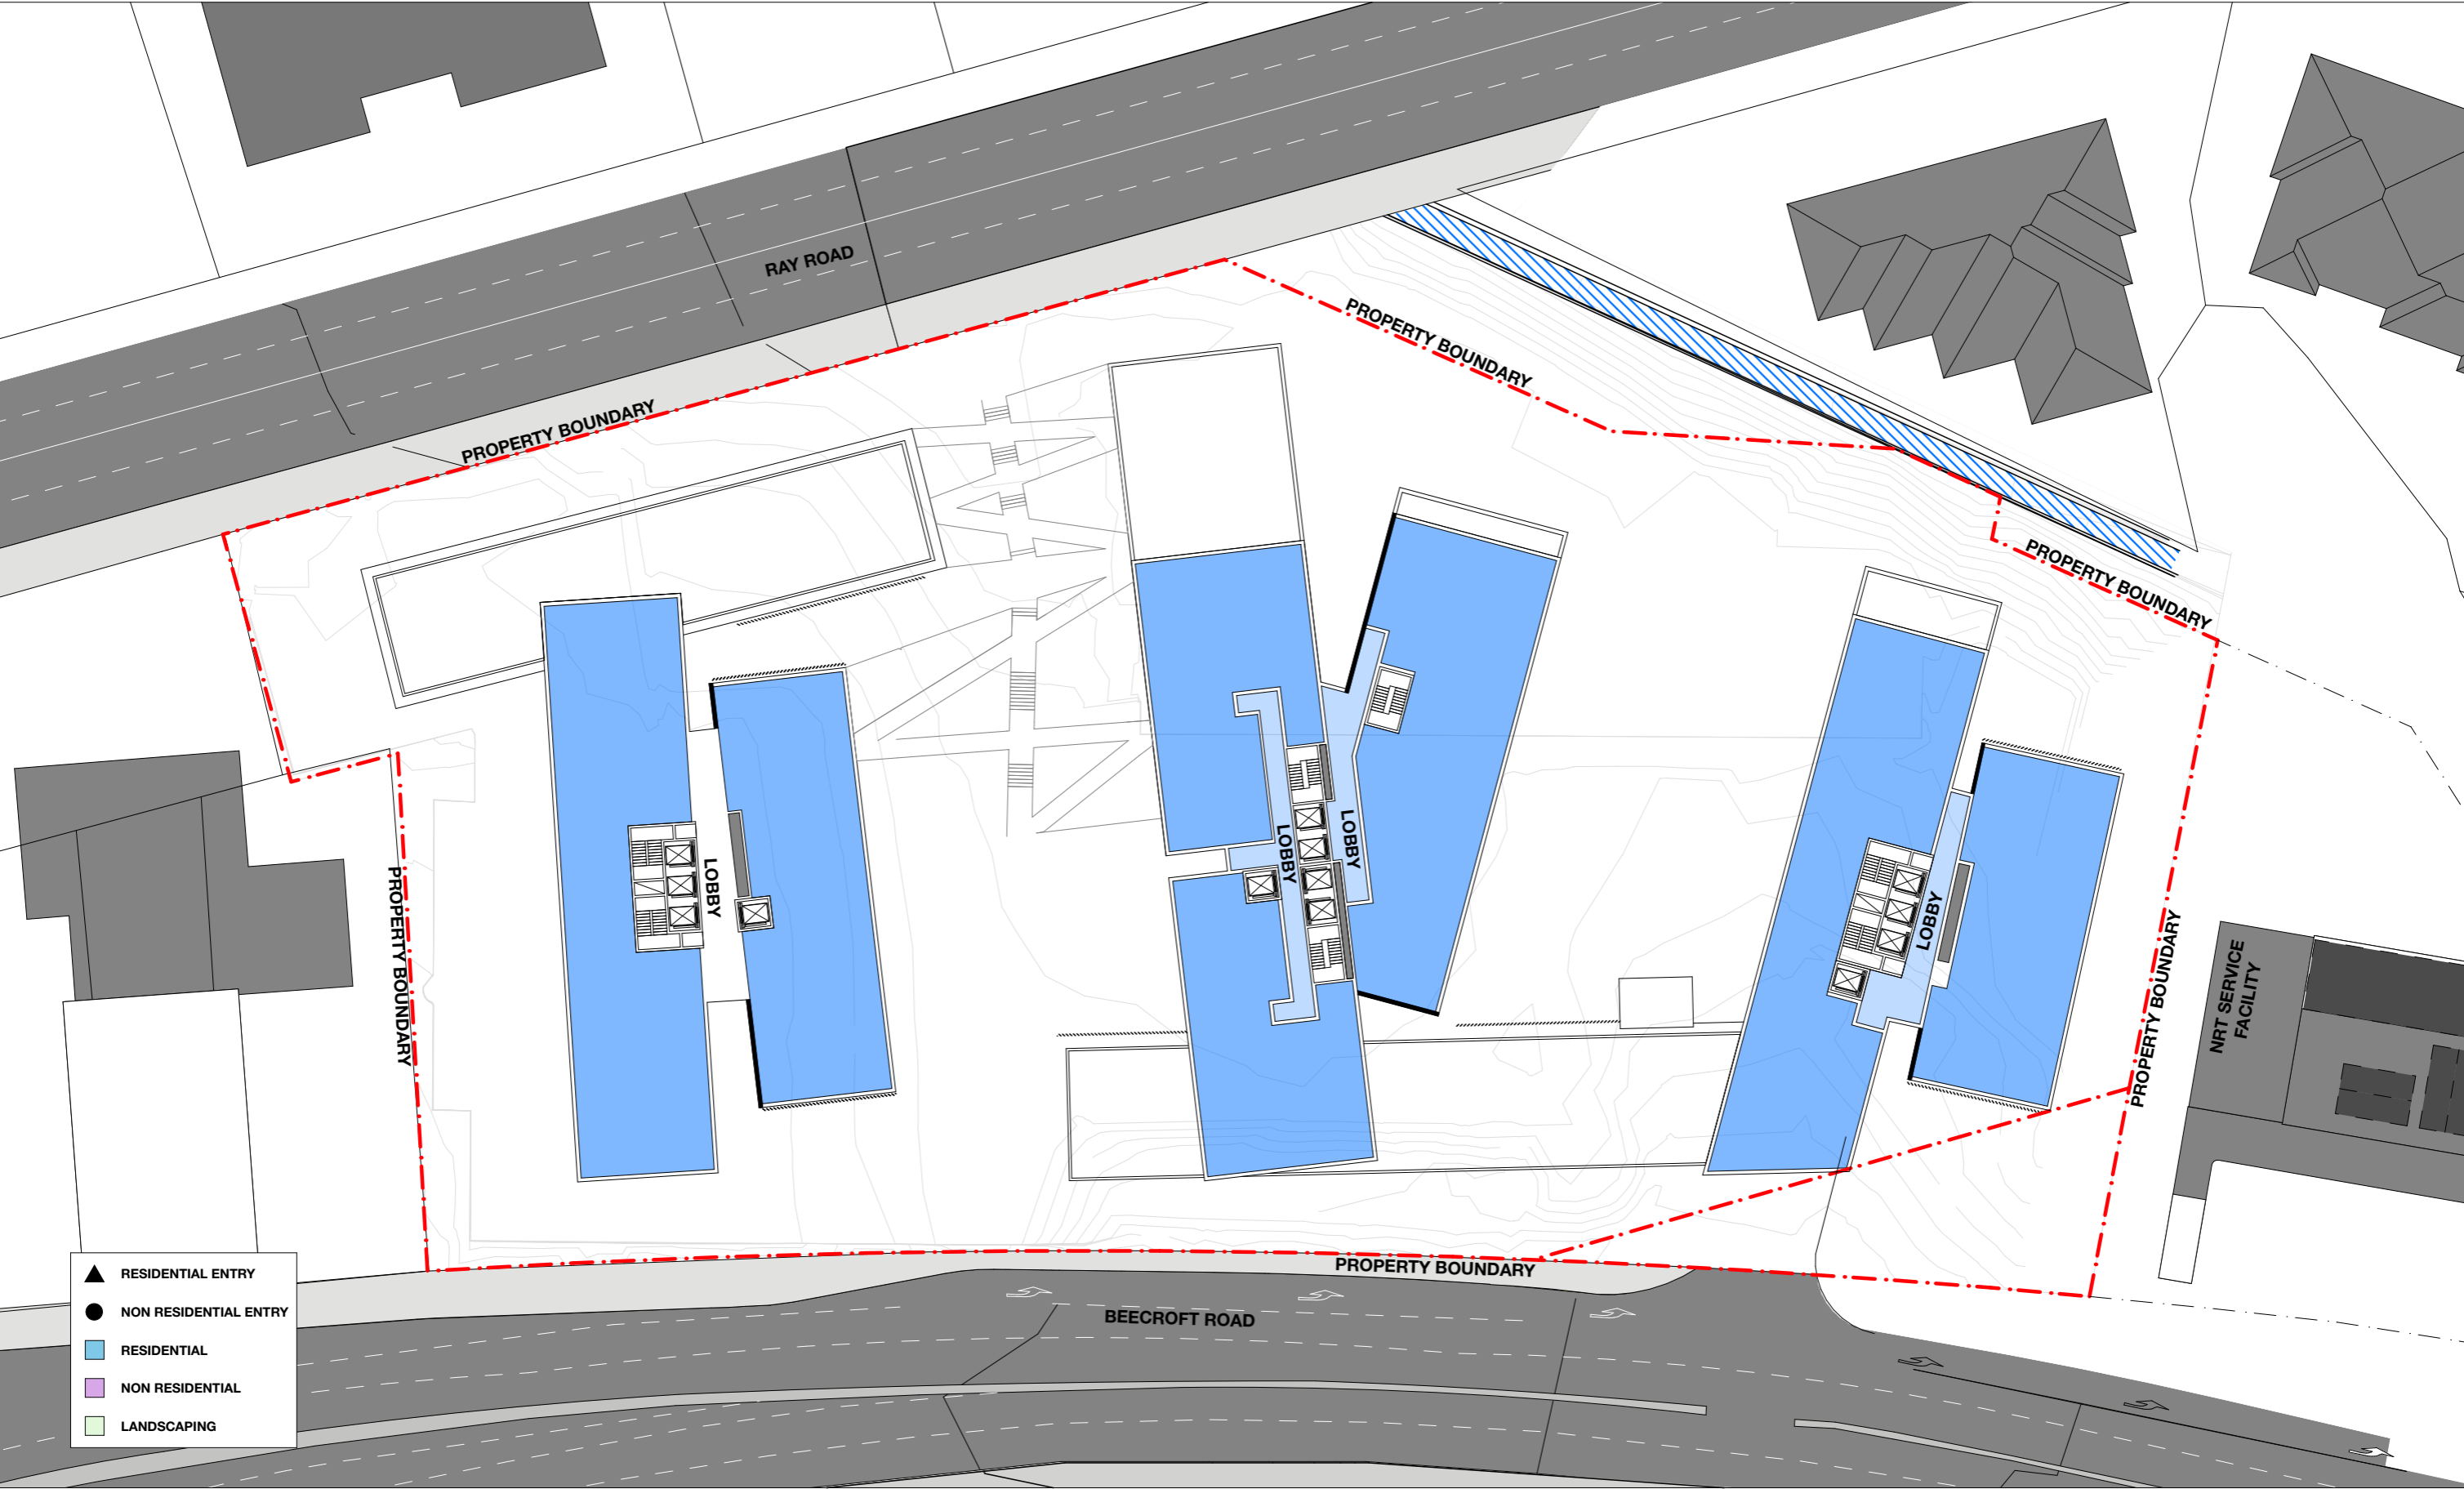 RAY ROAD
PROPERTY BOUNDARY
PROPERTY BOUNDARY
PROPERTY BOUNDARY
LOBBY
LOBBY
LOBBY
LOBBY
PROPERTY BOUNDARY
PROPERTY BOUNDARY
NRT SERVICE
FACILITY
PROPERTY BOUNDARY
BEECROFT ROAD
RESIDENTIAL ENTRY
NON RESIDENTIAL ENTRY
RESIDENTIAL
NON RESIDENTIAL
LANDSCAPING